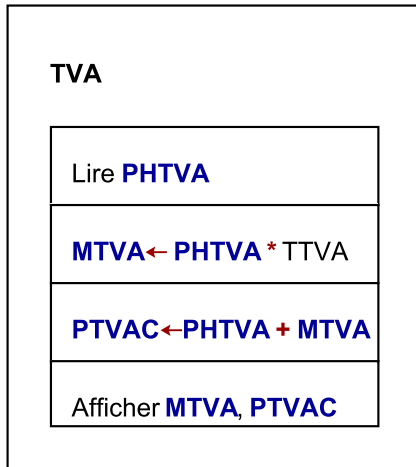 TVA
Lire PHTVA
MTVA← PHTVA * TTVA
PTVAC←PHTVA + MTVA
Afficher MTVA, PTVAC